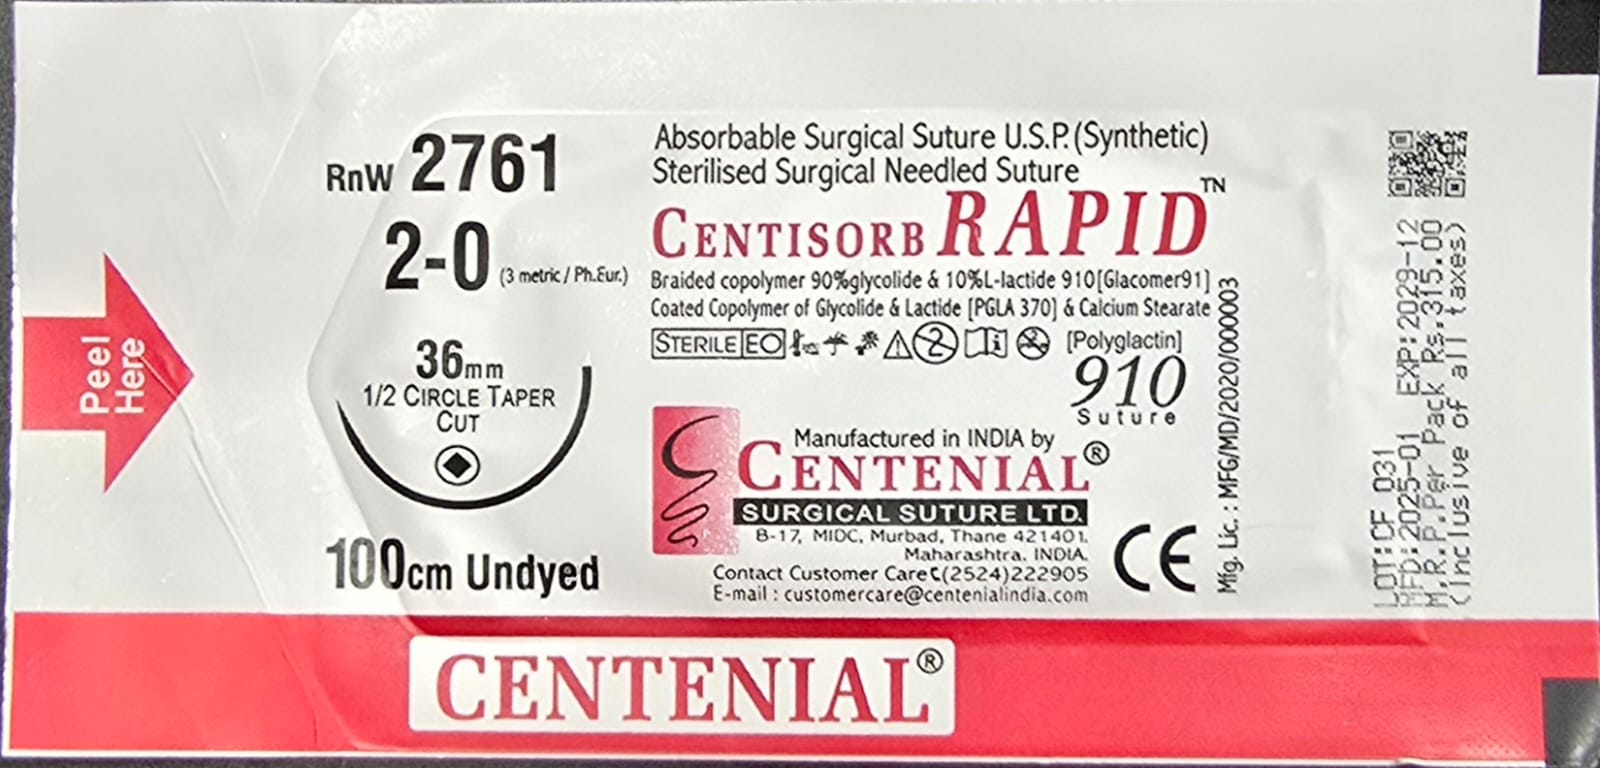 Peel
Here
RnW 2761
2-0 (3 metric / Ph.Eur.)
36mm
1/2 CIRCLE TAPER
CUT
100cm Undyed
Absorbable Surgical Suture U.S.P. (Synthetic)
Sterilised Surgical Needled Suture
CENTISORB RAPID TN
Braided copolymer 90%glycolide & 10%L-lactide 910[Glacomer91]
Coated Copolymer of Glycolide & Lactide [PGLA 370] & Calcium Stearate
STERILE EO
2
[Polyglactin]
910
Suture
Manufactured in INDIA by
CENTENIAL®
SURGICAL SUTURE LTD.
B-17, MIDC, Murbad, Thane 421401.
Maharashtra. INDIA.
Contact Customer Care (2524)222905
E-mail : customercare@centenialindia.com
CE
Mfg. Lic. : MFG/MD/2020/000003
LOT:CF 031
MFD:2025-01 EXP:2029-12
M.R.P.Per Pack Rs:315.00
(Inclusive of all taxes)
CENTENIAL®